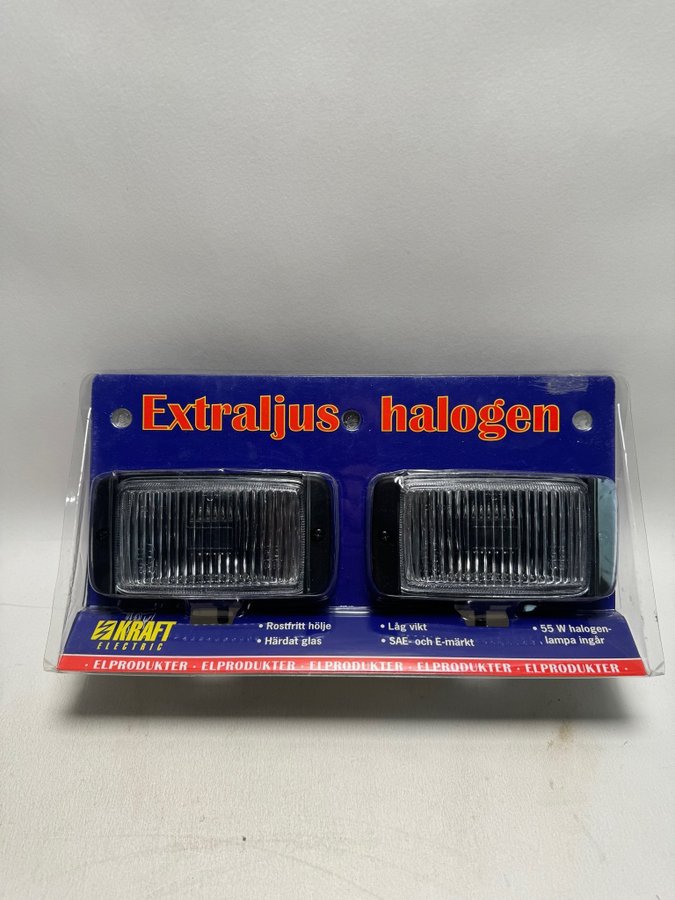 Extraljus halogen
KRAFT
ELECTRIC
• Rostfritt hölje
• Härdat glas
• Låg vikt
• SAE- och E-märkt
• 55 W halogen-
lampa ingår
· ELPRODUKTER · ELPRODUKTER · ELPRODUKTER · ELPRODUKTER · ELPRODUKTER ·